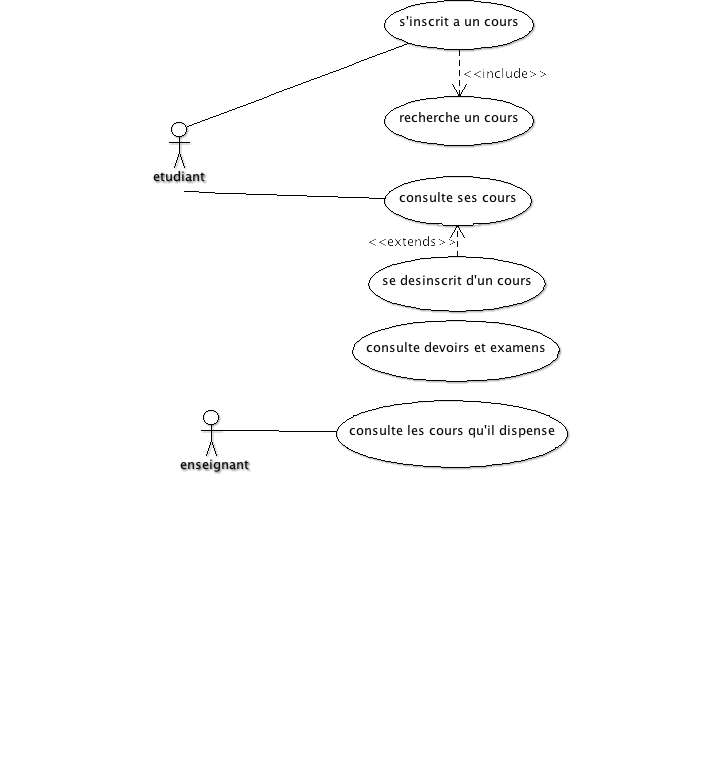 s'inscrit a un cours
<<include>>
recherche un cours
etudiant
consulte ses cours
<<extends>>
se desinscrit d'un cours
consulte devoirs et examens
consulte les cours qu'il dispense
enseignant